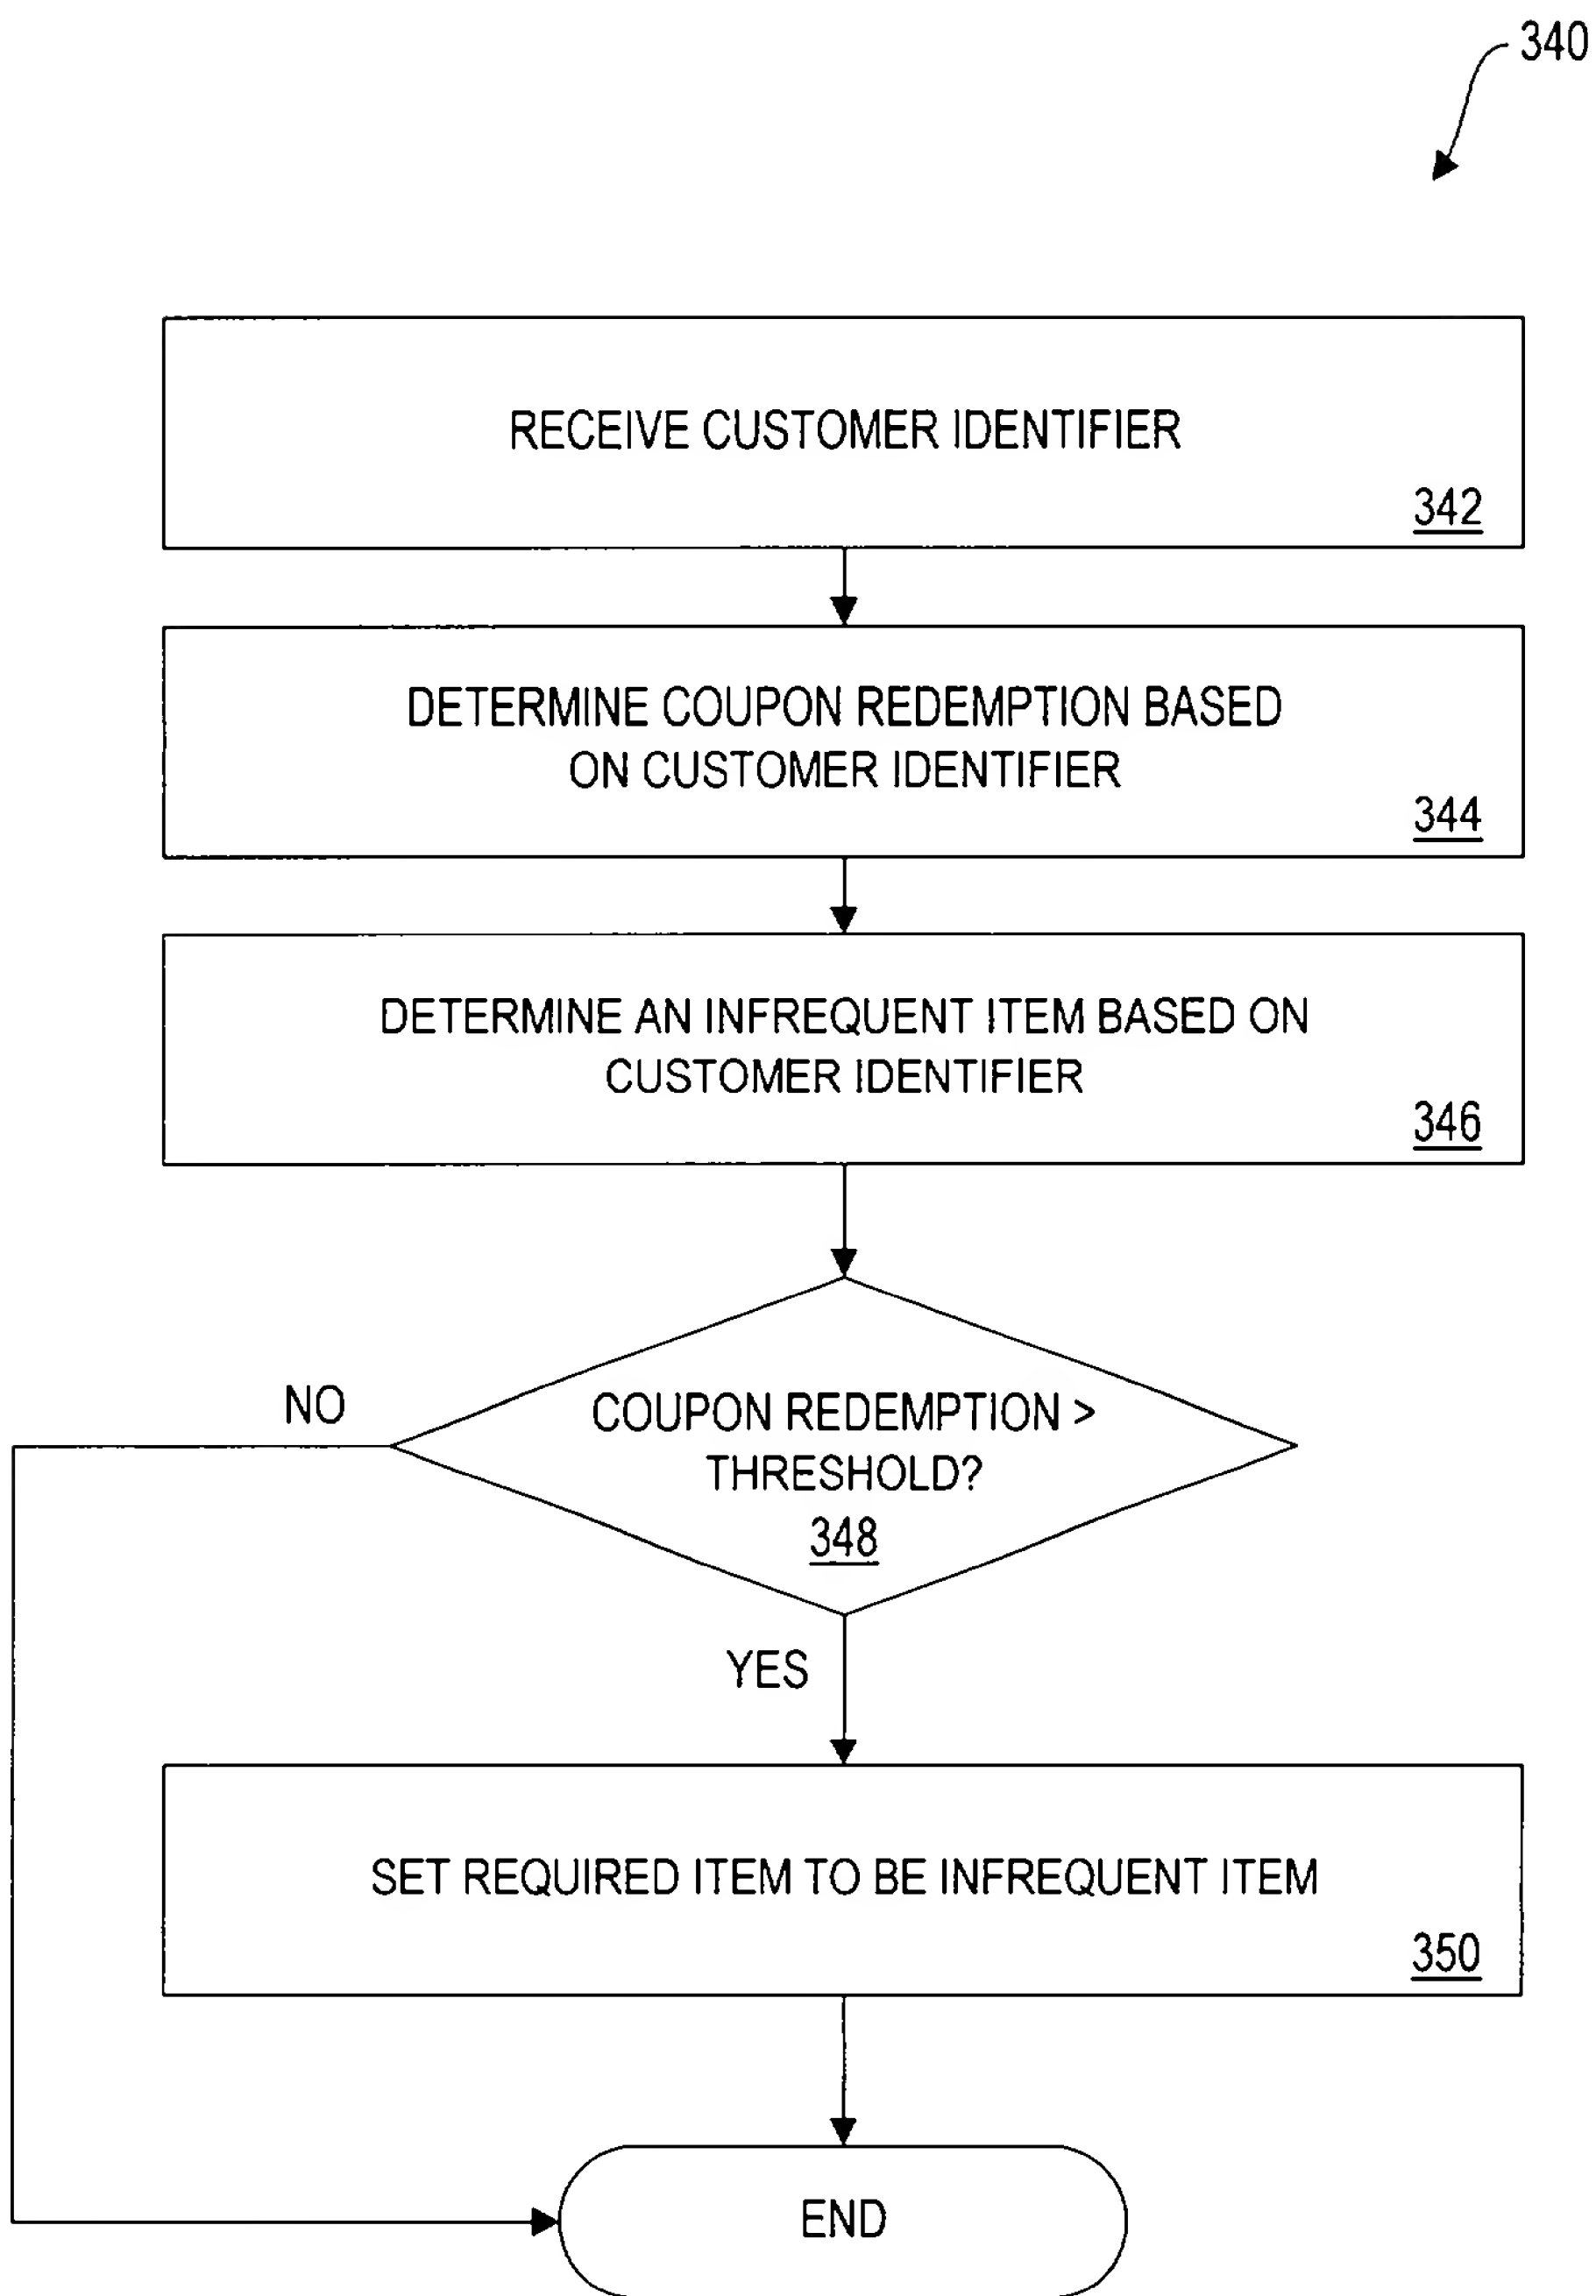 340
RECEIVE CUSTOMER IDENTIFIER
342
DETERMINE COUPON REDEMPTION BASED
ON CUSTOMER IDENTIFIER
344
DETERMINE AN INFREQUENT ITEM BASED ON
CUSTOMER IDENTIFIER
346
NO
COUPON REDEMPTION >
THRESHOLD?
348
YES
SET REQUIRED ITEM TO BE INFREQUENT ITEM
350
END